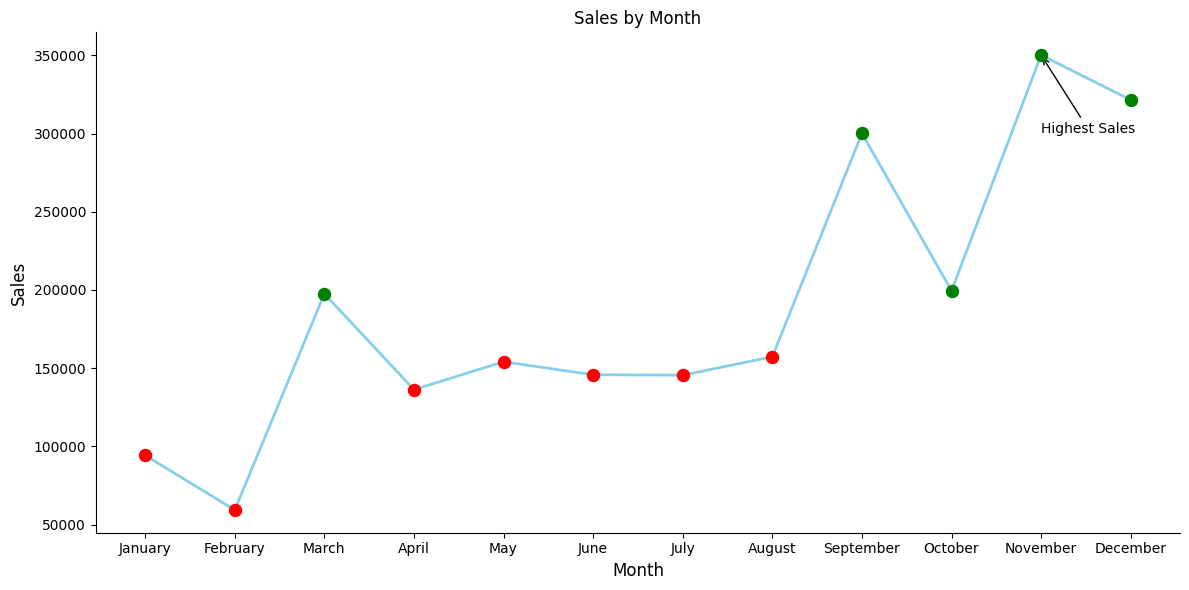 Sales by Month
Sales
350000
300000
250000
200000
150000
100000
50000
Highest Sales
January February March April May June July August September October November December
Month